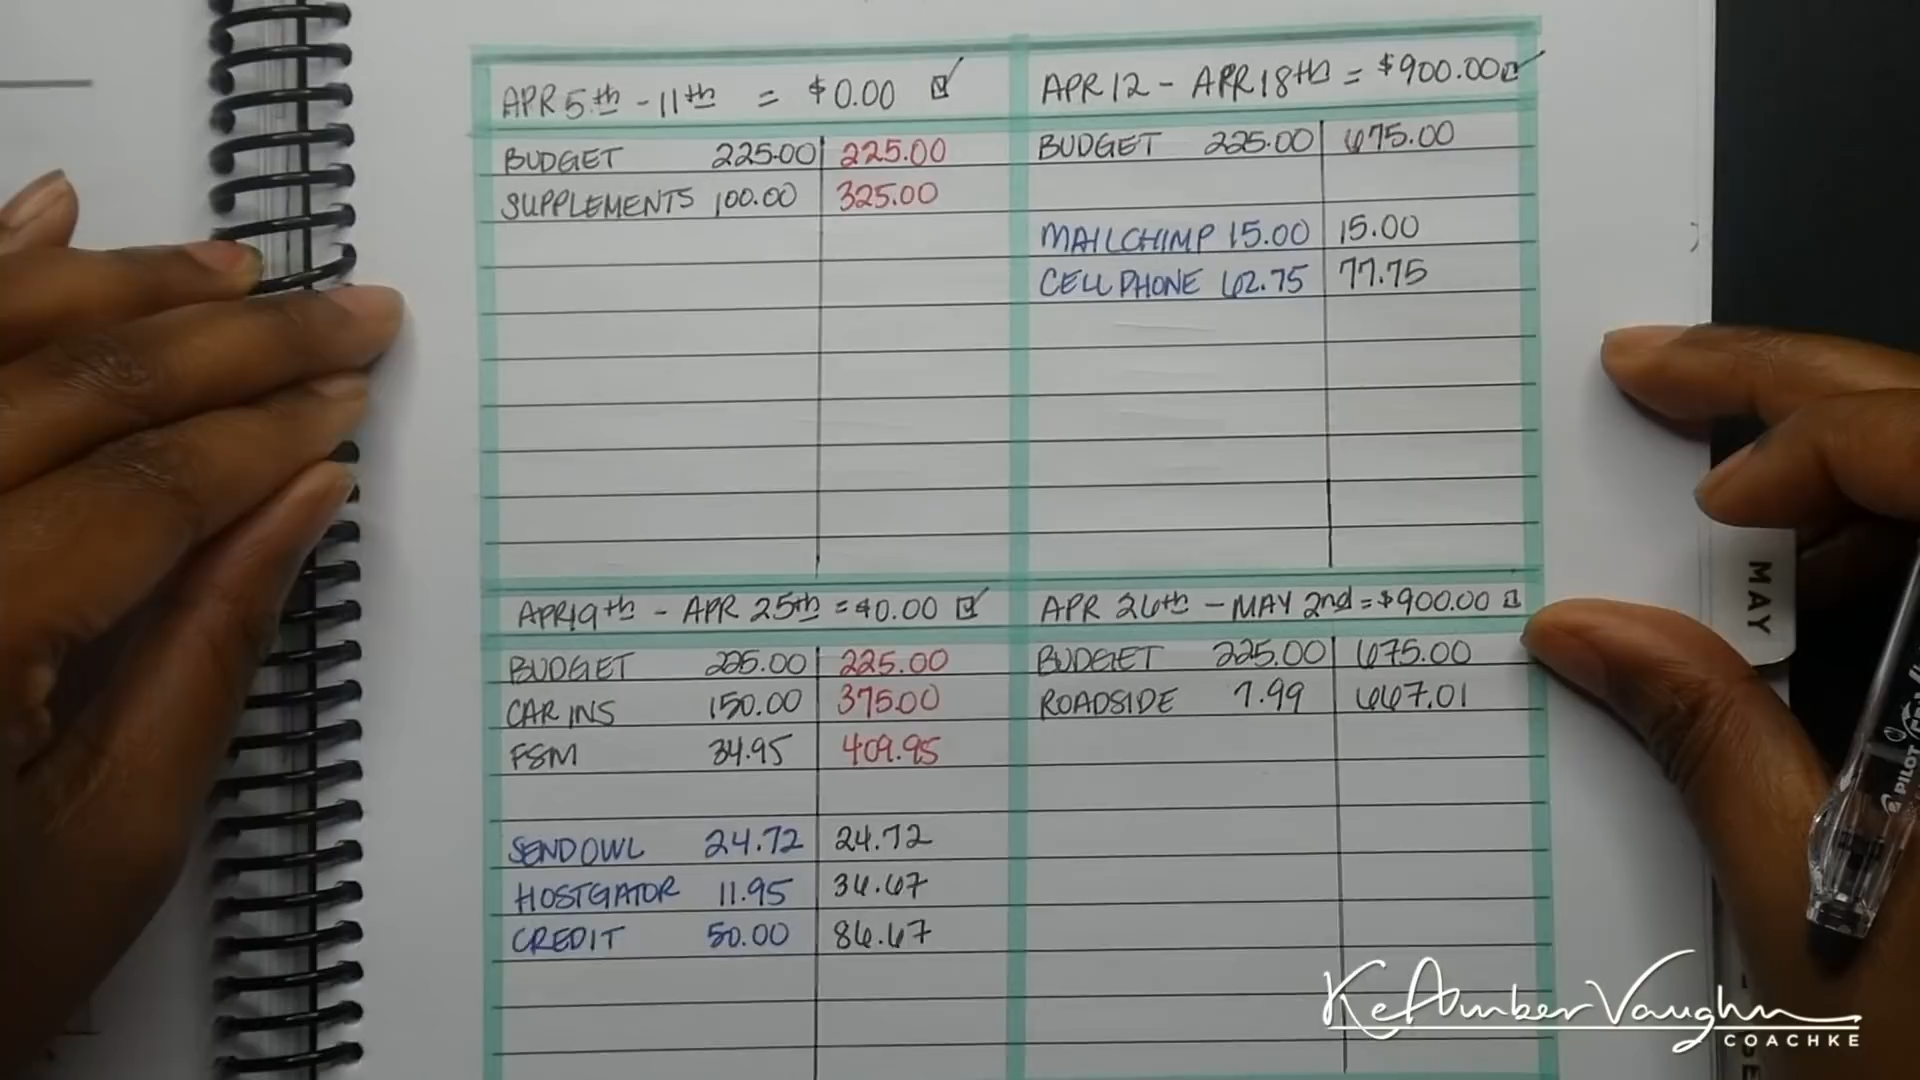 APR 5th - 11th = $0.00
BUDGET 225.00 225.00
SUPPLEMENTS 100.00 325.00
APR 12 - APR 18th = $900.00
BUDGET 225.00 675.00
MAILCHIMP 15.00 15.00
CELL PHONE 62.75 77.75
APR 19th - APR 25th = $0.00
BUDGET 225.00 225.00
CAR INS 150.00 375.00
FSM 34.95 409.95
SENDOWL 24.72 24.72
HOSTGATOR 11.95 36.67
CREDIT 50.00 86.67
APR 26th - MAY 2nd = $900.00
BUDGET 225.00 675.00
ROADSIDE 7.99 667.01
MAY
PILOT
KeAmber Vaughn
COACHKE